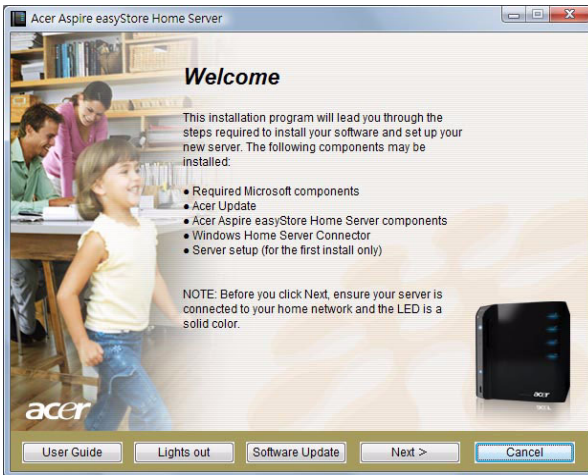 Acer Aspire easyStore Home Server
Welcome
This installation program will lead you through the
steps required to install your software and set up your
new server. The following components may be
installed:
● Required Microsoft components
● Acer Update
● Acer Aspire easyStore Home Server components
● Windows Home Server Connector
● Server setup (for the first install only)
NOTE: Before you click Next, ensure your server is
connected to your home network and the LED is a
solid color.
acer
acer
User Guide
Lights out
Software Update
Next >
Cancel